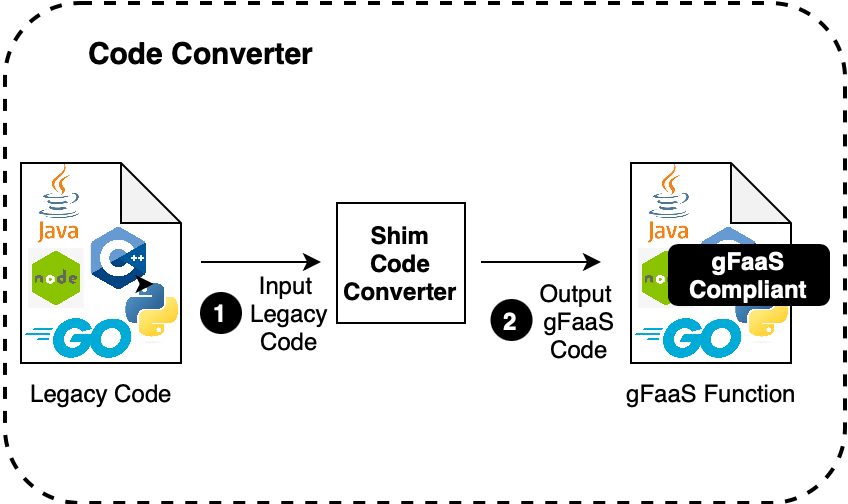 Code Converter
Java
C++
node
GO
Legacy Code
1
Input
Legacy
Code
Shim
Code
Converter
2
Output
gFaaS
Code
Java
C
no
gFaaS
Compliant
GO
gFaaS Function